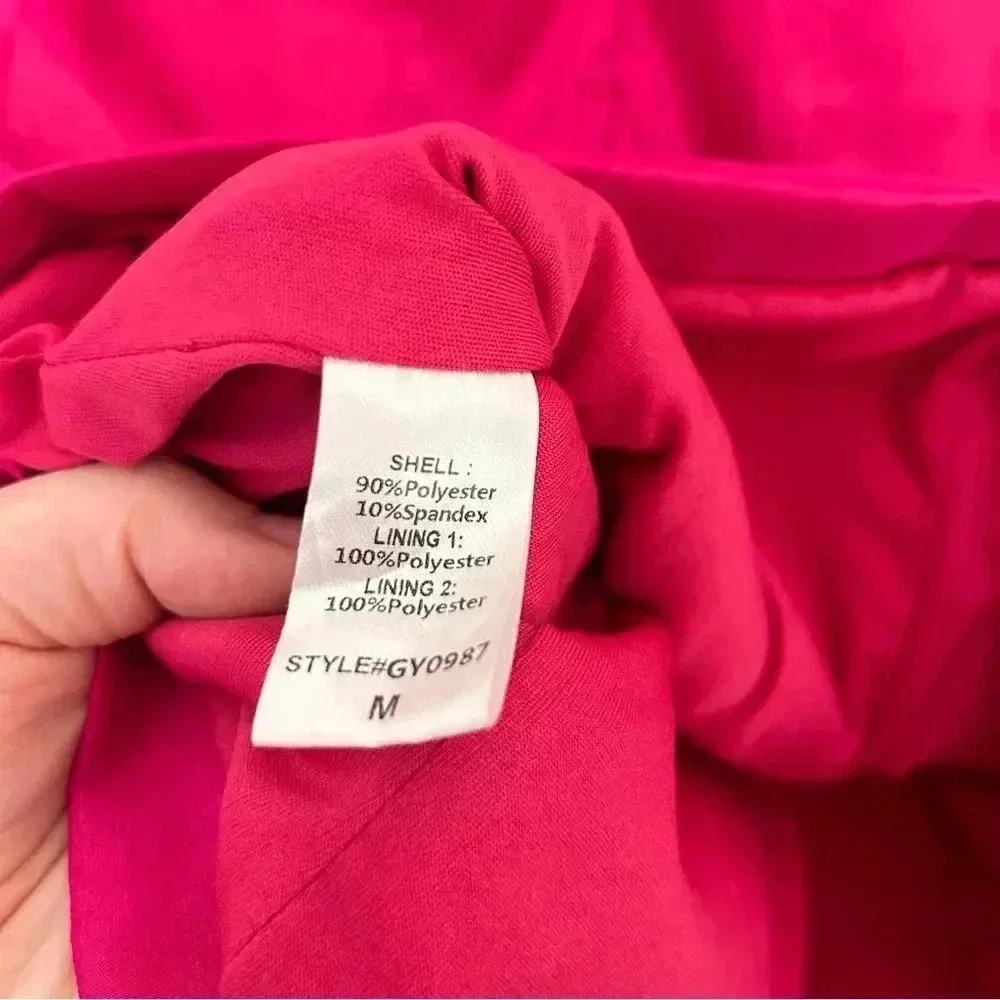 SHELL :
90%Polyester
10%Spandex
LINING 1:
100%Polyester
LINING 2:
100%Polyester
STYLE#GY0987
M